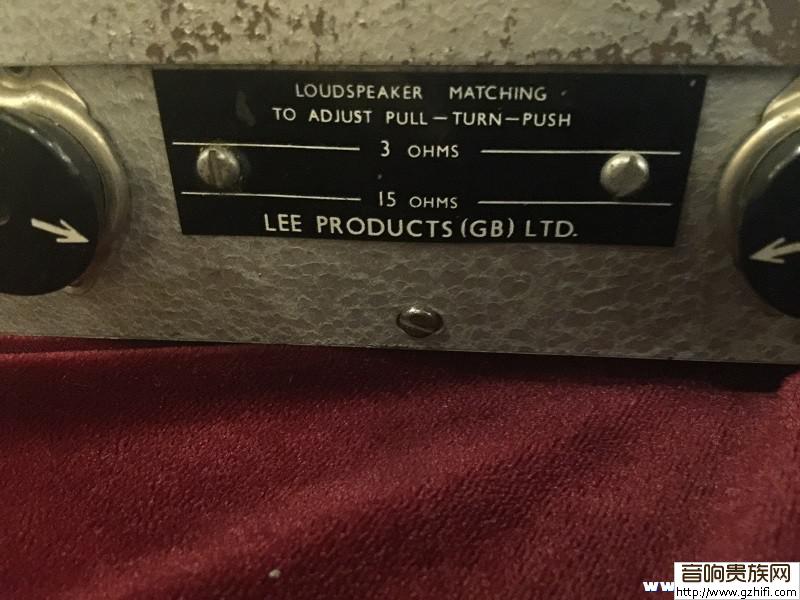 LOUDSPEAKER MATCHING
TO ADJUST PULL—TURN—PUSH
3 OHMS
15 OHMS
LEE PRODUCTS (GB) LTD.
音响贵族网
http://www.gzhifi.com